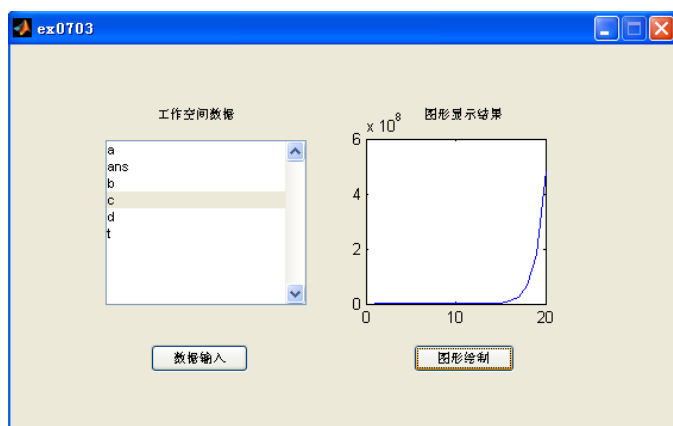 ex0703
工作空间数据
a
ans
b
c
d
t
数据输入
图形显示结果
x 10^8
6
4
2
0
0 10 20
图形绘制